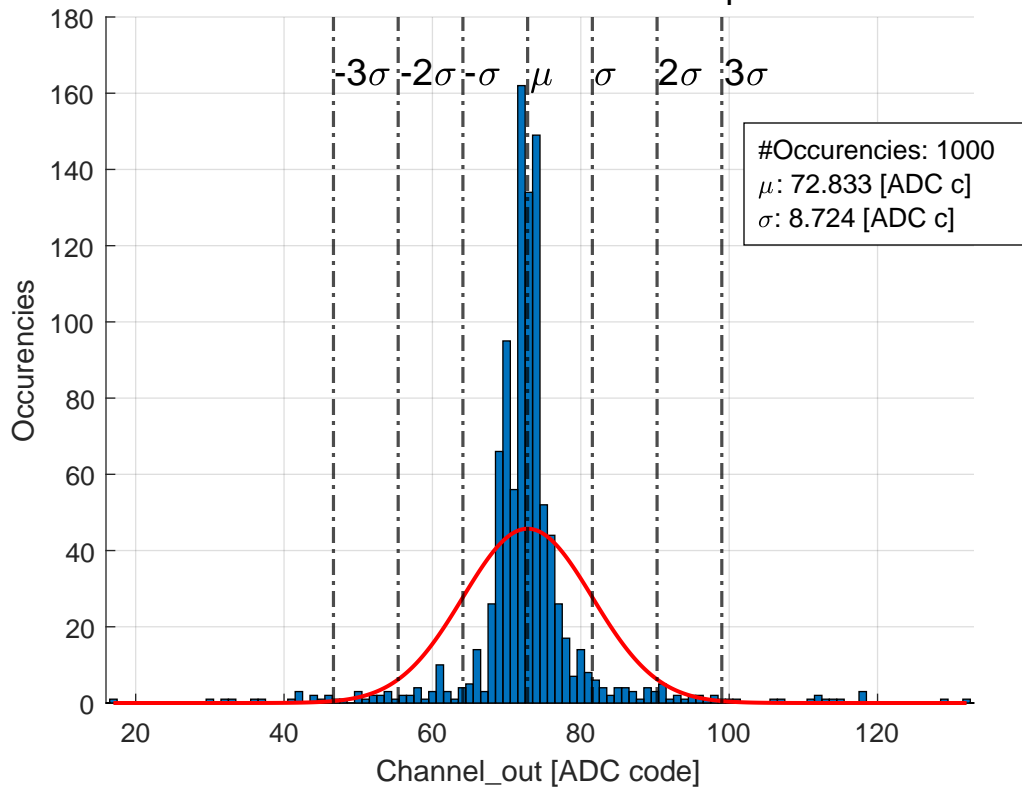 180
160
140
120
100
80
60
40
20
0
-3σ -2σ -σ μ σ 2σ 3σ
#Occurencies: 1000
μ: 72.833 [ADC c]
σ: 8.724 [ADC c]
Occurencies
20 40 60 80 100 120
Channel_out [ADC code]